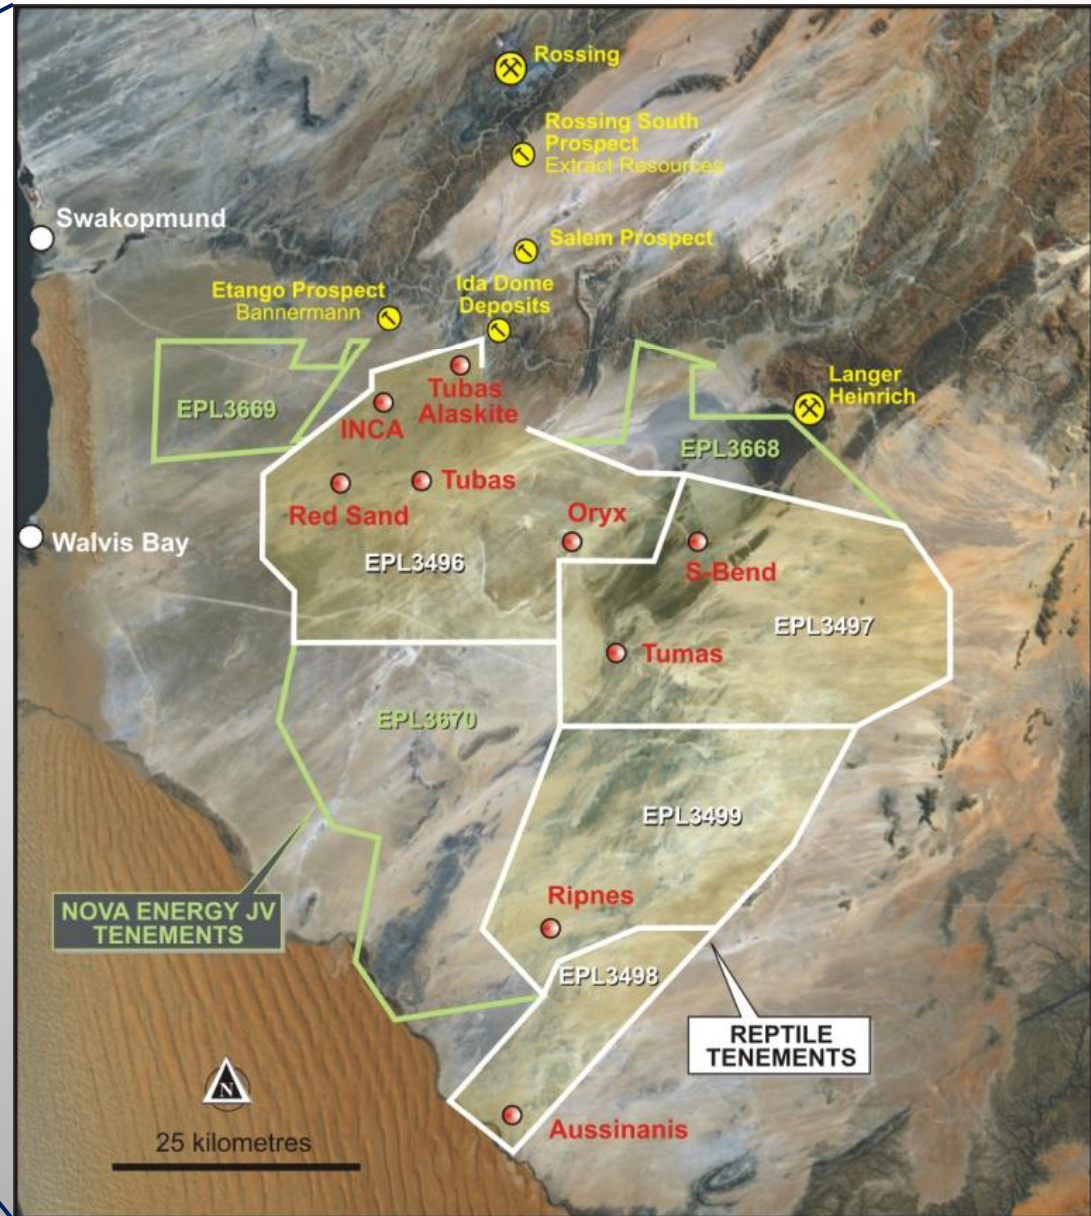 Rossing
Rossing South
Prospect
Extract Resources
Swakopmund
Salem Prospect
Etango Prospect
Bannermann
Ida Dome
Deposits
Langer
Heinrich
Tubas
Alaskite
EPL3669
INCA
EPL3668
Tubas
Red Sand
Oryx
Walvis Bay
EPL3496
S-Bend
EPL3497
Tumas
EPL3670
EPL3499
Ripnes
NOVA ENERGY JV
TENEMENTS
EPL3498
REPTILE
TENEMENTS
N
Aussinanis
25 kilometres